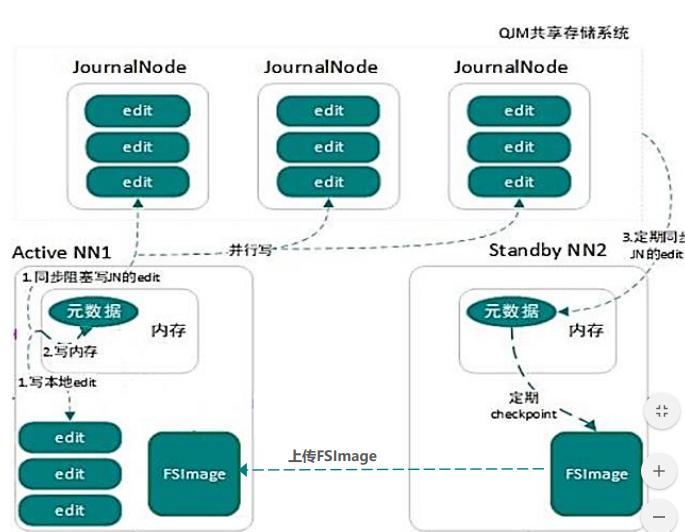 QJM共享存储系统
JournalNode
JournalNode
JournalNode
edit
edit
edit
edit
edit
edit
edit
edit
edit
Active NN1
并行写
Standby NN2
3.定期同步
JN的edit
1.同步阻塞写JN的edit
元数据
内存
2.写内存
1.写本地edit
元数据
内存
定期
checkpoint
edit
edit
edit
FSImage
上传FSImage
FSImage